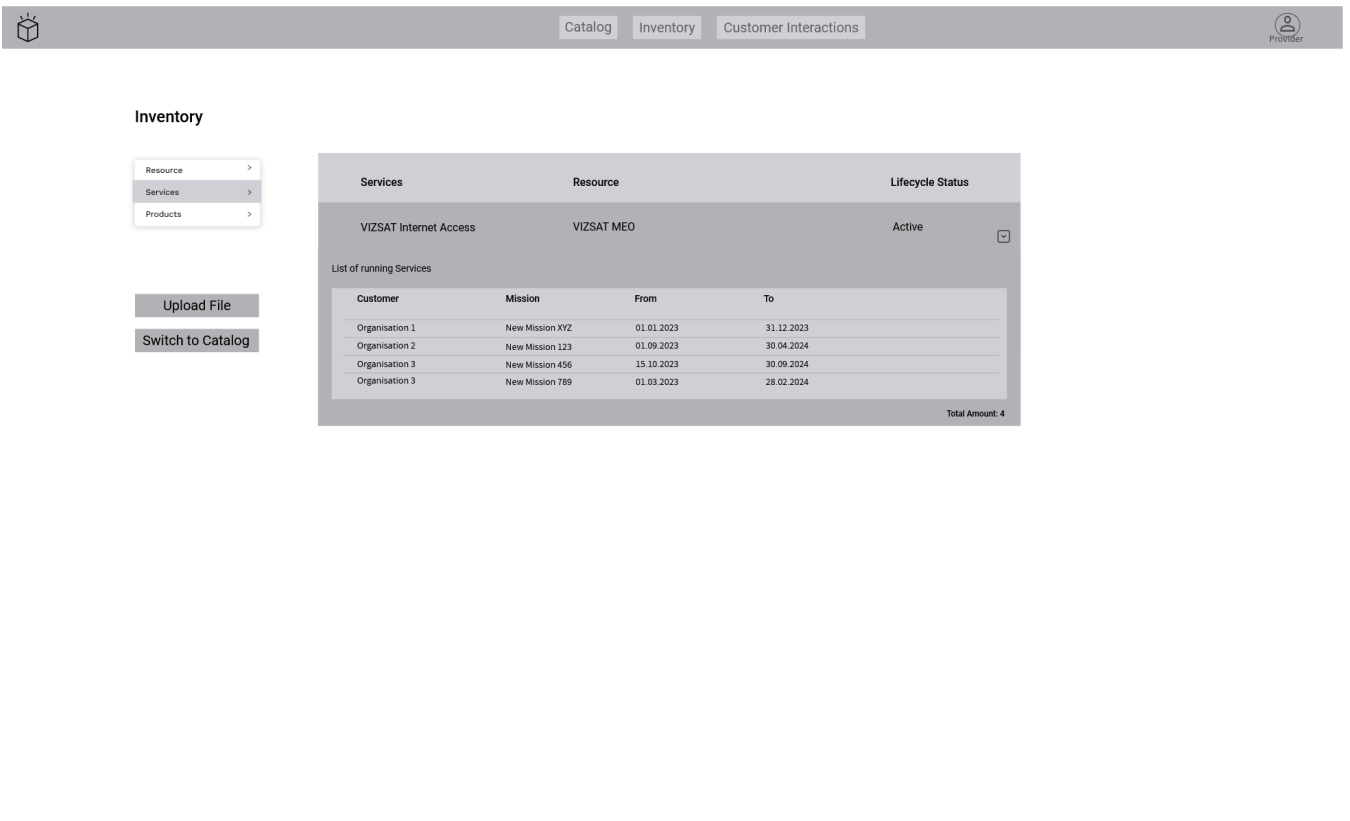 Catalog Inventory Customer Interactions
Provider
Inventory
Resource >
Services >
Products >
Upload File
Switch to Catalog
Services Resource Lifecycle Status
VIZSAT Internet Access VIZSAT MEO Active
List of running Services
Customer Mission From To
Organisation 1 New Mission XYZ 01.01.2023 31.12.2023
Organisation 2 New Mission 123 01.09.2023 30.04.2024
Organisation 3 New Mission 456 15.10.2023 30.09.2024
Organisation 3 New Mission 789 01.03.2023 28.02.2024
Total Amount: 4